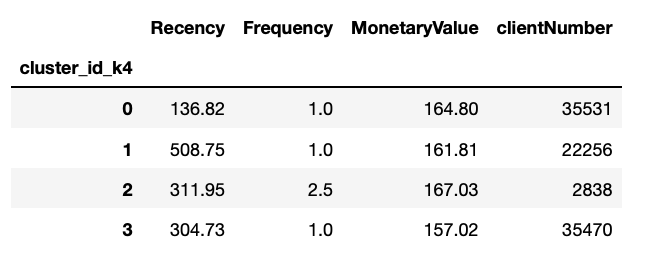 Recency Frequency MonetaryValue clientNumber
cluster_id_k4
0 136.82 1.0 164.80 35531
1 508.75 1.0 161.81 22256
2 311.95 2.5 167.03 2838
3 304.73 1.0 157.02 35470